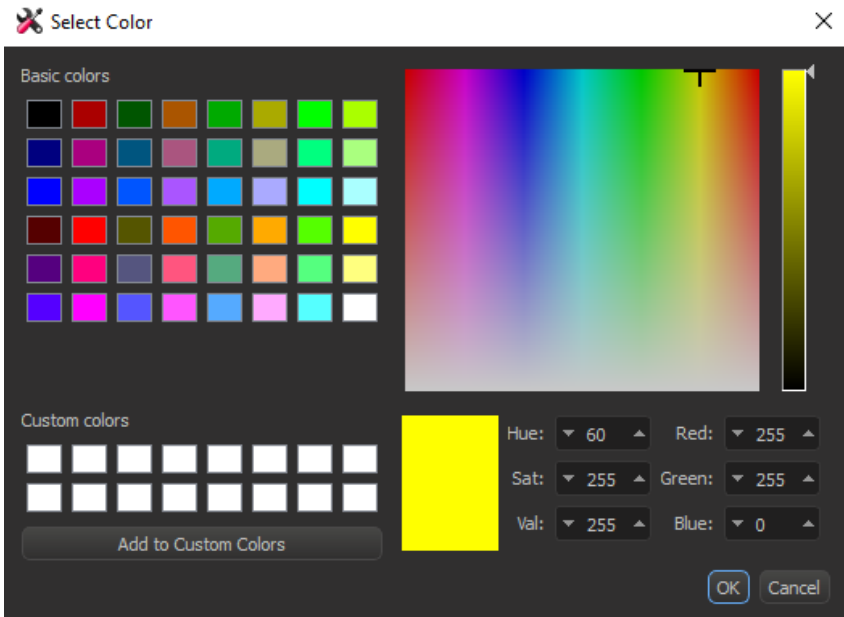 Select Color
Basic colors
Custom colors
Add to Custom Colors
Hue: 60 Red: 255
Sat: 255 Green: 255
Val: 255 Blue: 0
OK Cancel